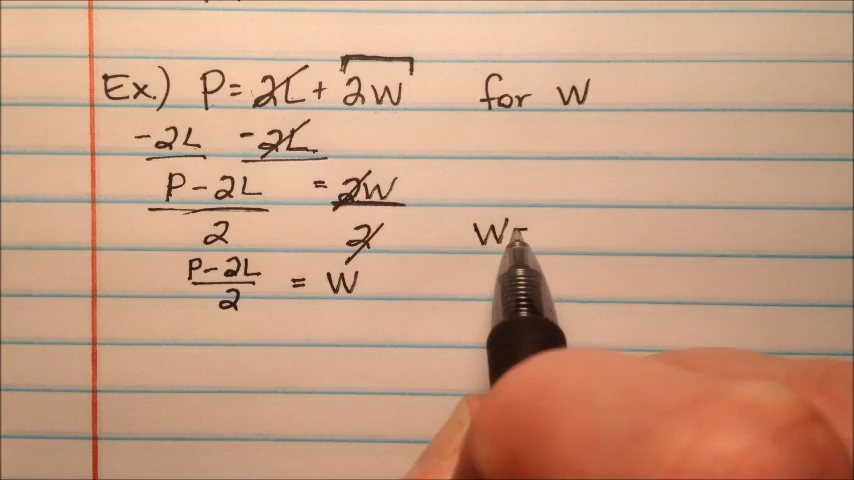 Ex.) P = 2L + 2W for W
-2L -2L
P - 2L = 2W
2 2
W=
P - 2L = W
2